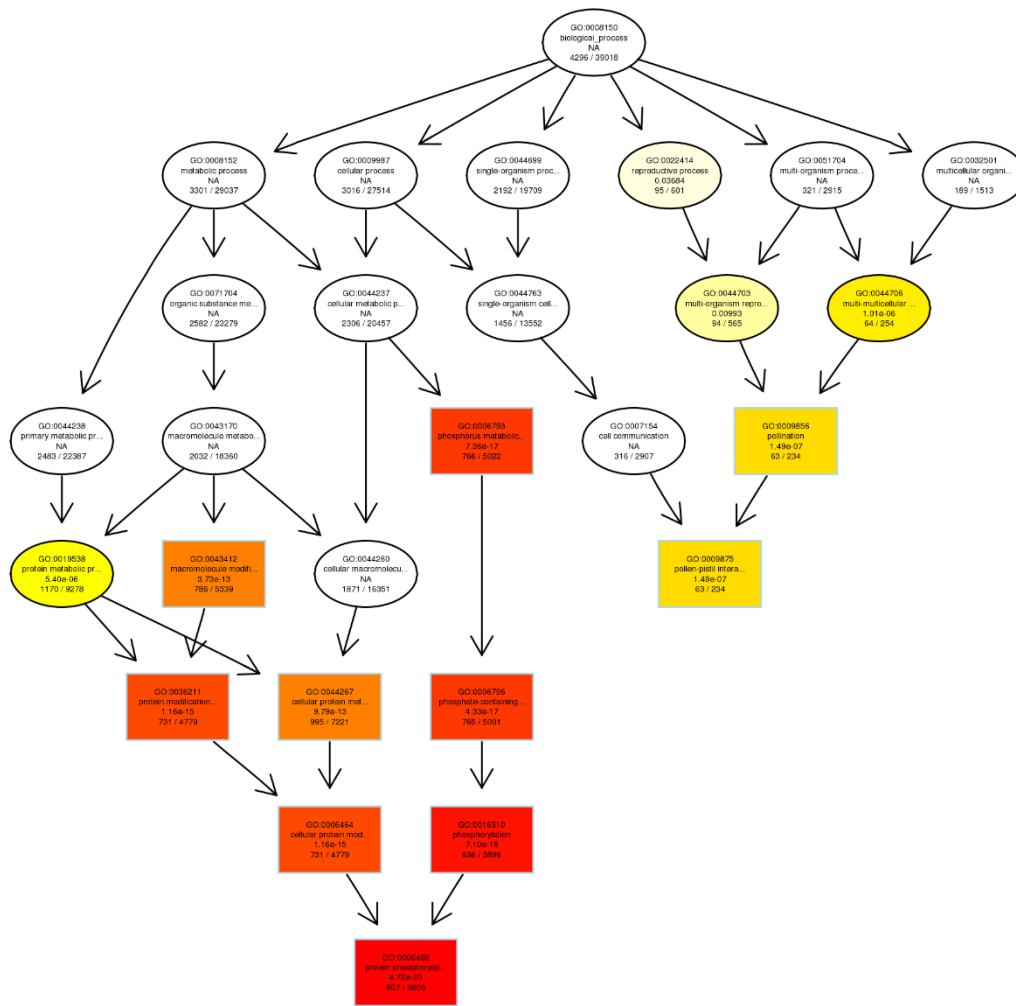 GO:0008150
biological_process
NA
4296 / 39018
GO:0008152
metabolic process
NA
3301 / 29037
GO:0009987
cellular process
NA
3016 / 27514
GO:0044699
single-organism proc...
NA
2192 / 19709
GO:0022414
reproductive process
0.03684
95 / 601
GO:0051704
multi-organism proce...
NA
321 / 2915
GO:0032501
multicellular organi...
NA
189 / 1513
GO:0071704
organic substance me...
NA
2582 / 23279
GO:0044237
cellular metabolic p...
NA
2306 / 20457
GO:0044763
single-organism cell...
NA
1456 / 13552
GO:0044703
multi-organism repro...
0.00993
94 / 565
GO:0044706
multi-multicellular ...
1.01e-06
64 / 254
GO:0044238
primary metabolic pr...
NA
2483 / 22387
GO:0043170
macromolecule metabo...
NA
2032 / 18360
GO:0006793
phosphorus metabolic...
7.36e-17
766 / 5022
GO:0007154
cell communication
NA
316 / 2907
GO:0009856
pollination
1.49e-07
63 / 234
GO:0019538
protein metabolic pr...
5.40e-06
1170 / 9278
GO:0043412
macromolecule modifi...
3.73e-13
786 / 5339
GO:0044260
cellular macromolecu...
NA
1871 / 16351
GO:0009875
pollen-pistil intera...
1.49e-07
63 / 234
GO:0036211
protein modification...
1.16e-15
731 / 4779
GO:0044267
cellular protein met...
9.79e-13
995 / 7221
GO:0006796
phosphate-containing...
4.33e-17
765 / 5001
GO:0006464
cellular protein mod...
1.16e-15
731 / 4779
GO:0016310
phosphorylation
7.10e-19
636 / 3896
GO:0006468
protein phosphorylat...
4.72e-20
607 / 3603